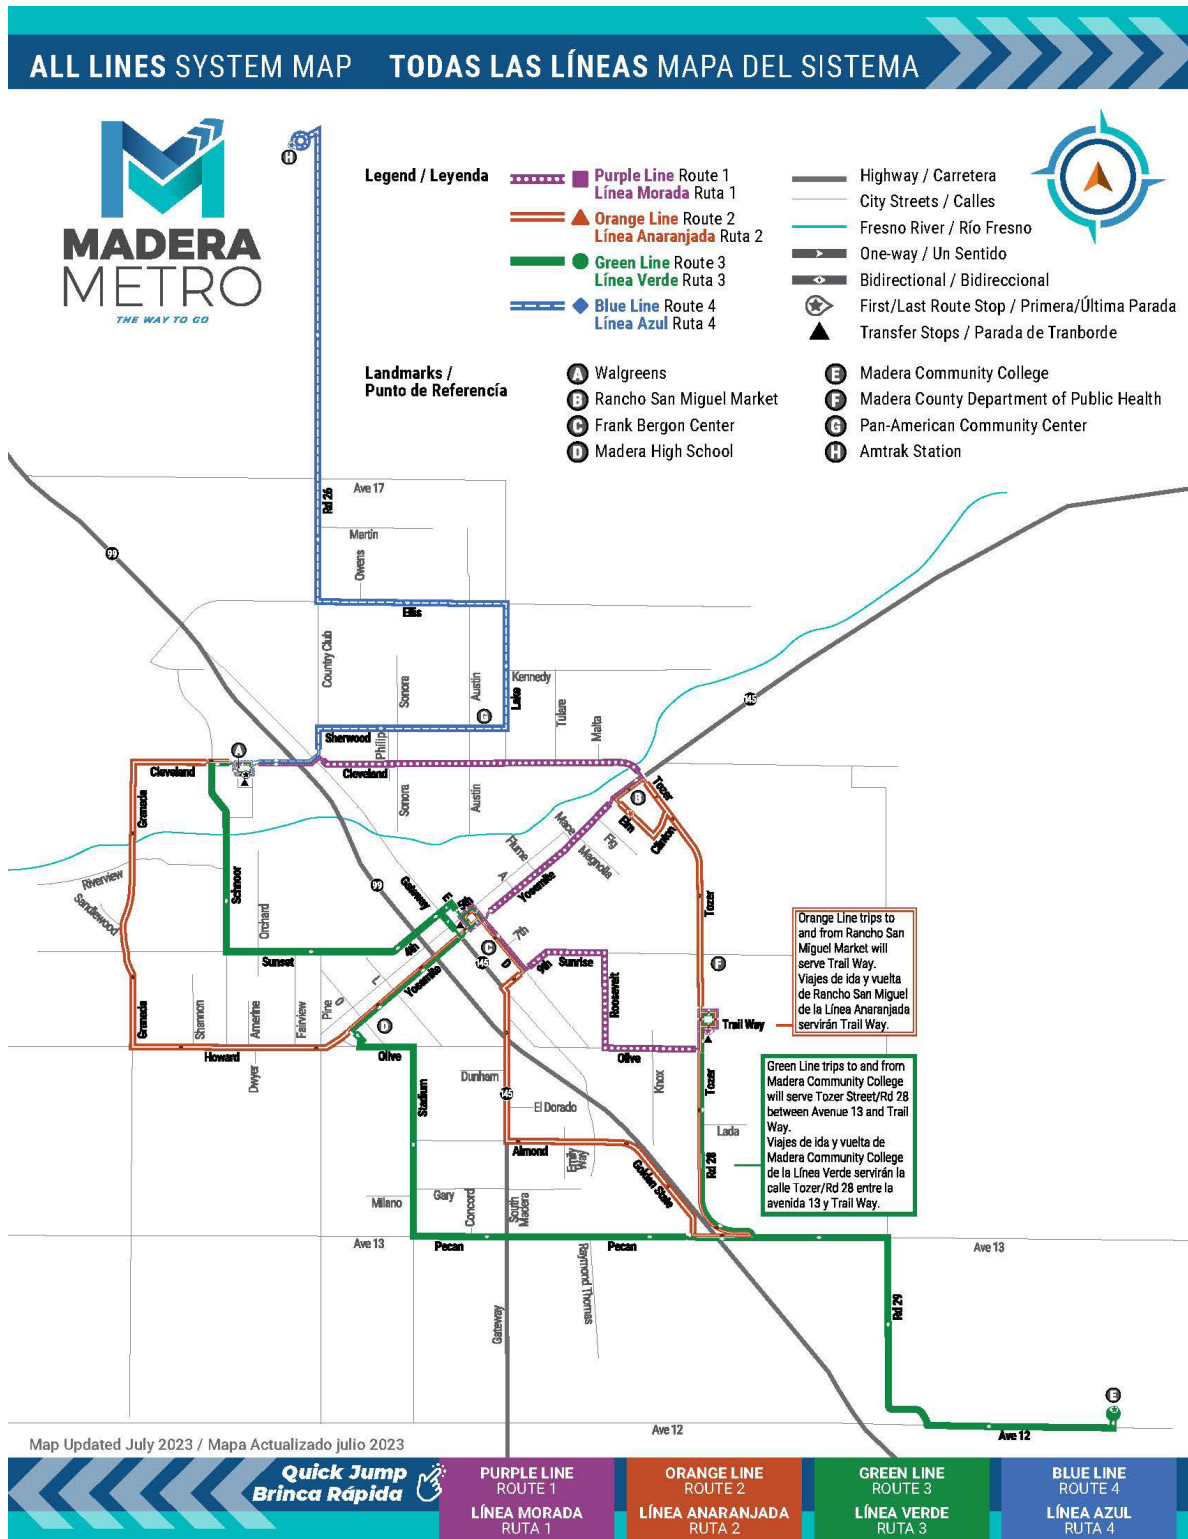 ALL LINES SYSTEM MAP TODAS LAS LÍNEAS MAPA DEL SISTEMA
MADERA
METRO
THE WAY TO GO
Legend / Leyenda
Purple Line Route 1
Línea Morada Ruta 1
Orange Line Route 2
Línea Anaranjada Ruta 2
Green Line Route 3
Línea Verde Ruta 3
Blue Line Route 4
Línea Azul Ruta 4
Highway / Carretera
City Streets / Calles
Fresno River / Río Fresno
One-way / Un Sentido
Bidirectional / Bidireccional
First/Last Route Stop / Primera/Última Parada
Transfer Stops / Parada de Tranborde
Landmarks /
Punto de Referencía
A Walgreens
B Rancho San Miguel Market
C Frank Bergon Center
D Madera High School
E Madera Community College
F Madera County Department of Public Health
G Pan-American Community Center
H Amtrak Station
H
Rd 26
Ave 17
Martin
Owens
99
Ellis
Country Club
Sonora
Austin
Kennedy
Lake
Tulare
Malta
G
145
Sherwood
Philip
A
Cleveland
Cleveland
Tozer
Granada
Sonora
Austin
B
Elm
Clinton
Mace
Fig
Magnolia
Flume
A
Yosemite
Riverview
Sandlewood
Schnoor
Orchard
99
Gateway
E
5th
7th
C
D
145
4th
Yosemite
9th
Sunrise
Tozer
F
Sunset
L
O
Roosevelt
Granada
Shannon
Amerine
Fairview
Pine
D
Trail Way
Howard
Dwyer
Olive
Olive
Stadium
Dunham
145
El Dorado
Knox
Tozer
Lada
Almond
Emily Way
Golden State
Rd 28
Milano
Gary
Concord
South Madera
Ave 13
Pecan
Pecan
Ave 13
Raymond Thomas
Gateway
Rd 29
E
Ave 12
Ave 12
Orange Line trips to
and from Rancho San
Miguel Market will
serve Trail Way.
Viajes de ida y vuelta
de Rancho San Miguel
de la Línea Anaranjada
servirán Trail Way.
Green Line trips to and from
Madera Community College
will serve Tozer Street/Rd 28
between Avenue 13 and Trail
Way.
Viajes de ida y vuelta de
Madera Community College
de la Línea Verde servirán la
calle Tozer/Rd 28 entre la
avenida 13 y Trail Way.
Map Updated July 2023 / Mapa Actualizado julio 2023
Quick Jump
Brinca Rápida
PURPLE LINE
ROUTE 1
LÍNEA MORADA
RUTA 1
ORANGE LINE
ROUTE 2
LÍNEA ANARANJADA
RUTA 2
GREEN LINE
ROUTE 3
LÍNEA VERDE
RUTA 3
BLUE LINE
ROUTE 4
LÍNEA AZUL
RUTA 4